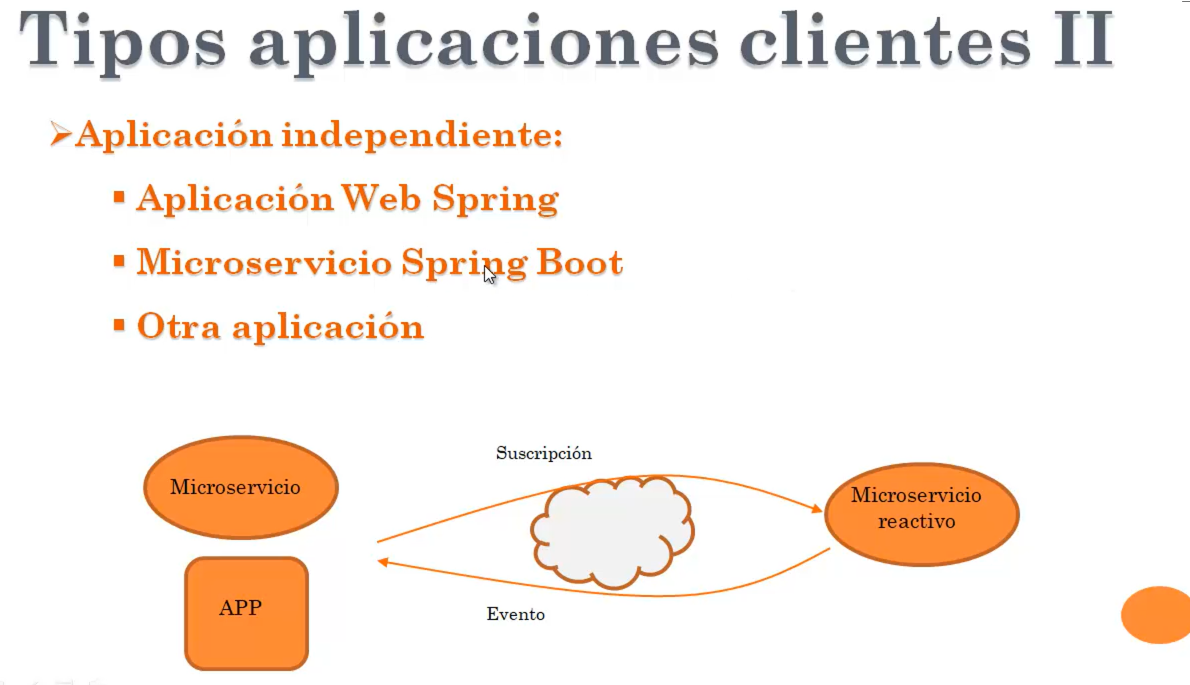 Tipos aplicaciones clientes II
Aplicación independiente:
Aplicación Web Spring
Microservicio Spring Boot
Otra aplicación
Suscripción
Microservicio
Microservicio
reactivo
APP
Evento